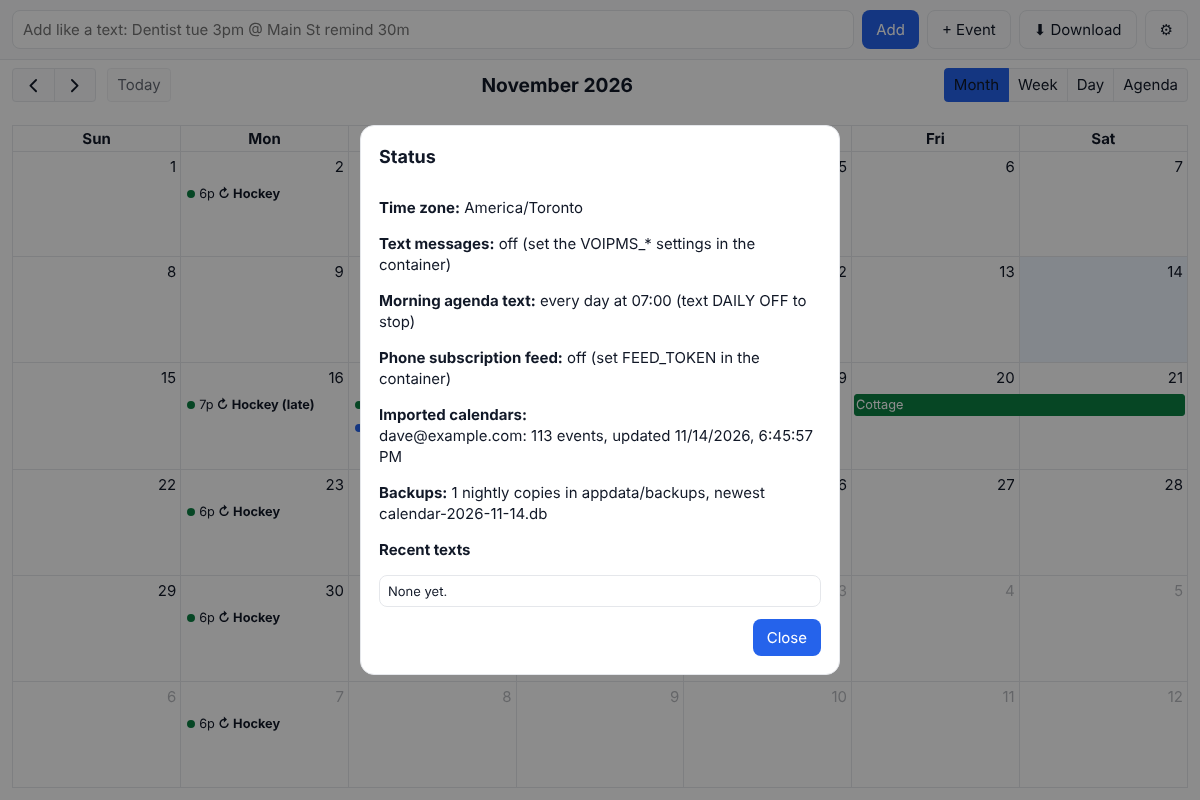 Add like a text: Dentist tue 3pm @ Main St remind 30m
Add
+ Event
⬇ Download
⚙
Today
November 2026
Month
Week
Day
Agenda
Sun
Mon
Fri
Sat
1
2
5
6
7
6p ↻ Hockey
8
9
2
13
14
15
16
9
20
21
7p ↻ Hockey (late)
Cottage
22
23
6
27
28
6p ↻ Hockey
29
30
3
4
5
6p ↻ Hockey
6
7
8
9
10
11
12
6p ↻ Hockey
Status
Time zone: America/Toronto
Text messages: off (set the VOIPMS_* settings in the
container)
Morning agenda text: every day at 07:00 (text DAILY OFF to
stop)
Phone subscription feed: off (set FEED_TOKEN in the
container)
Imported calendars:
dave@example.com: 113 events, updated 11/14/2026, 6:45:57
PM
Backups: 1 nightly copies in appdata/backups, newest
calendar-2026-11-14.db
Recent texts
None yet.
Close